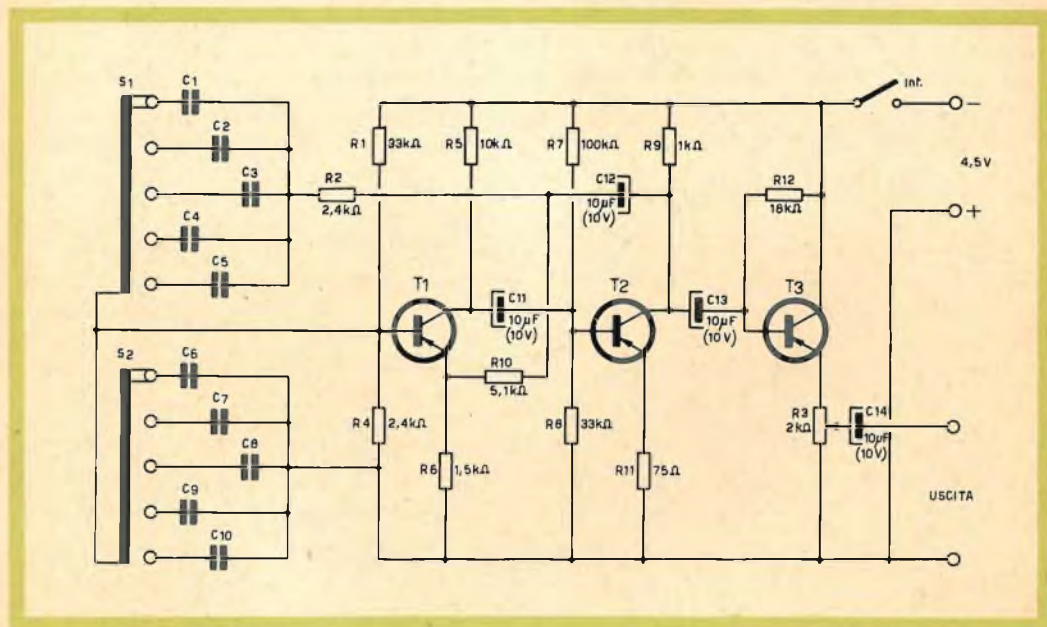 S1
C1
C2
C3
C4
C5
S2
C6
C7
C8
C9
C10
R2
2,4kΩ
R1 33kΩ
R5 10kΩ
R7 100kΩ
R9 1kΩ
C12
10µF
(10V)
R12
18kΩ
Int.
−
4,5V
+
T1
C11
10µF
(10V)
T2
C13
10µF
(10V)
T3
R10
5,1kΩ
R4 2,4kΩ
R6 1,5kΩ
R8 33kΩ
R11 75Ω
R3
2kΩ
C14
10µF
(10V)
USCITA